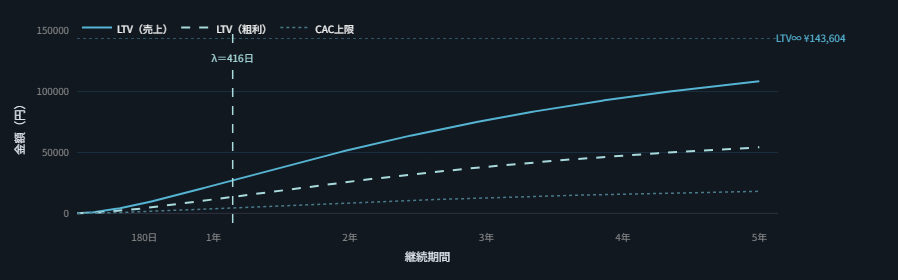 LTV（売上）
LTV（粗利）
CAC上限
150000
LTV∞ ¥143,604
λ=416日
100000
50000
0
金額（円）
180日
1年
2年
3年
4年
5年
継続期間